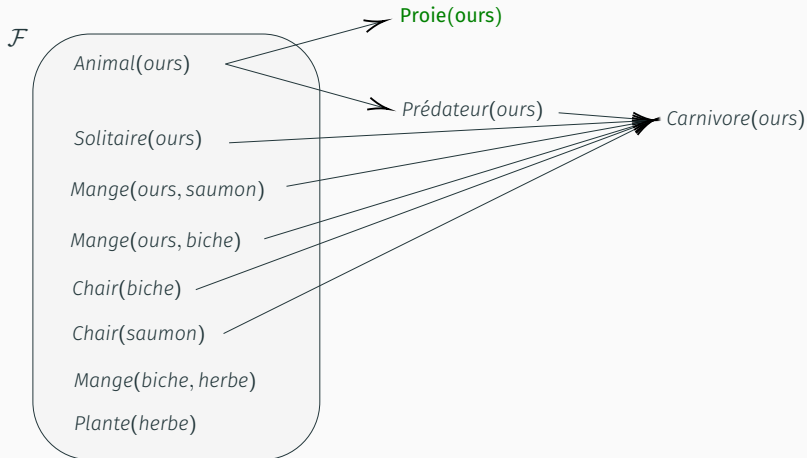 Proie(ours)
ℱ
Animal(ours)
Prédateur(ours)
Carnivore(ours)
Solitaire(ours)
Mange(ours, saumon)
Mange(ours, biche)
Chair(biche)
Chair(saumon)
Mange(biche, herbe)
Plante(herbe)